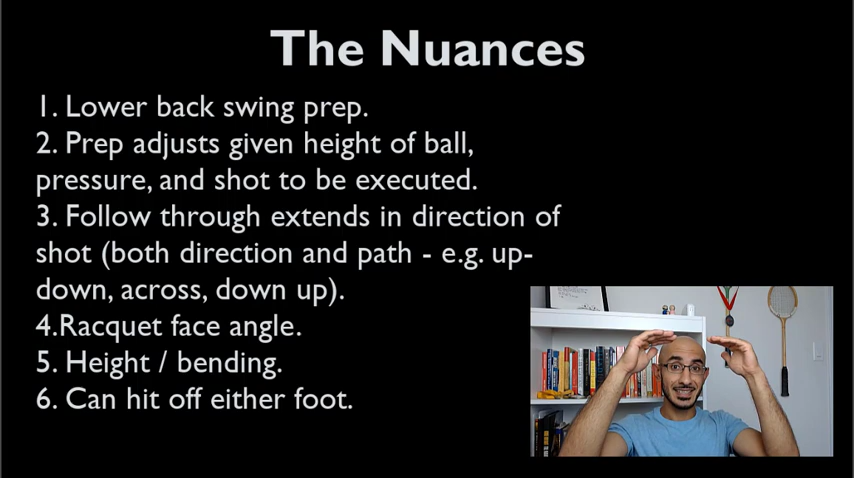 The Nuances
1. Lower back swing prep.
2. Prep adjusts given height of ball,
pressure, and shot to be executed.
3. Follow through extends in direction of
shot (both direction and path - e.g. up-
down, across, down up).
4.Racquet face angle.
5. Height / bending.
6. Can hit off either foot.